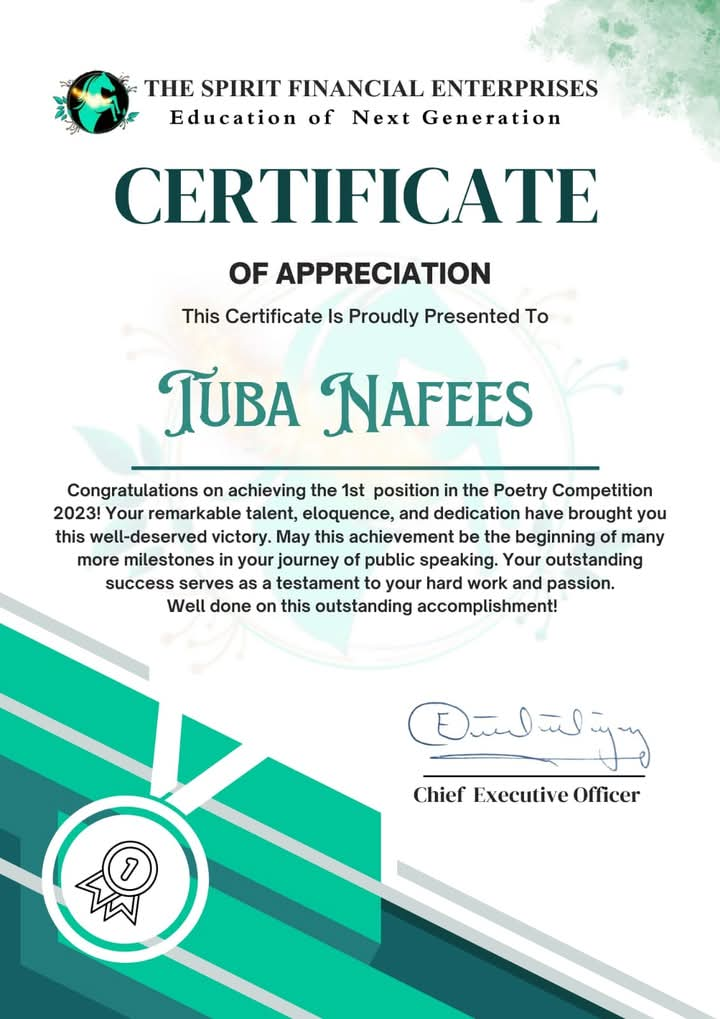 THE SPIRIT FINANCIAL ENTERPRISES
Education of Next Generation
CERTIFICATE
OF APPRECIATION
This Certificate Is Proudly Presented To
TUBA NAFEES
Congratulations on achieving the 1st position in the Poetry Competition
2023! Your remarkable talent, eloquence, and dedication have brought you
this well-deserved victory. May this achievement be the beginning of many
more milestones in your journey of public speaking. Your outstanding
success serves as a testament to your hard work and passion.
Well done on this outstanding accomplishment!
Chief Executive Officer
1